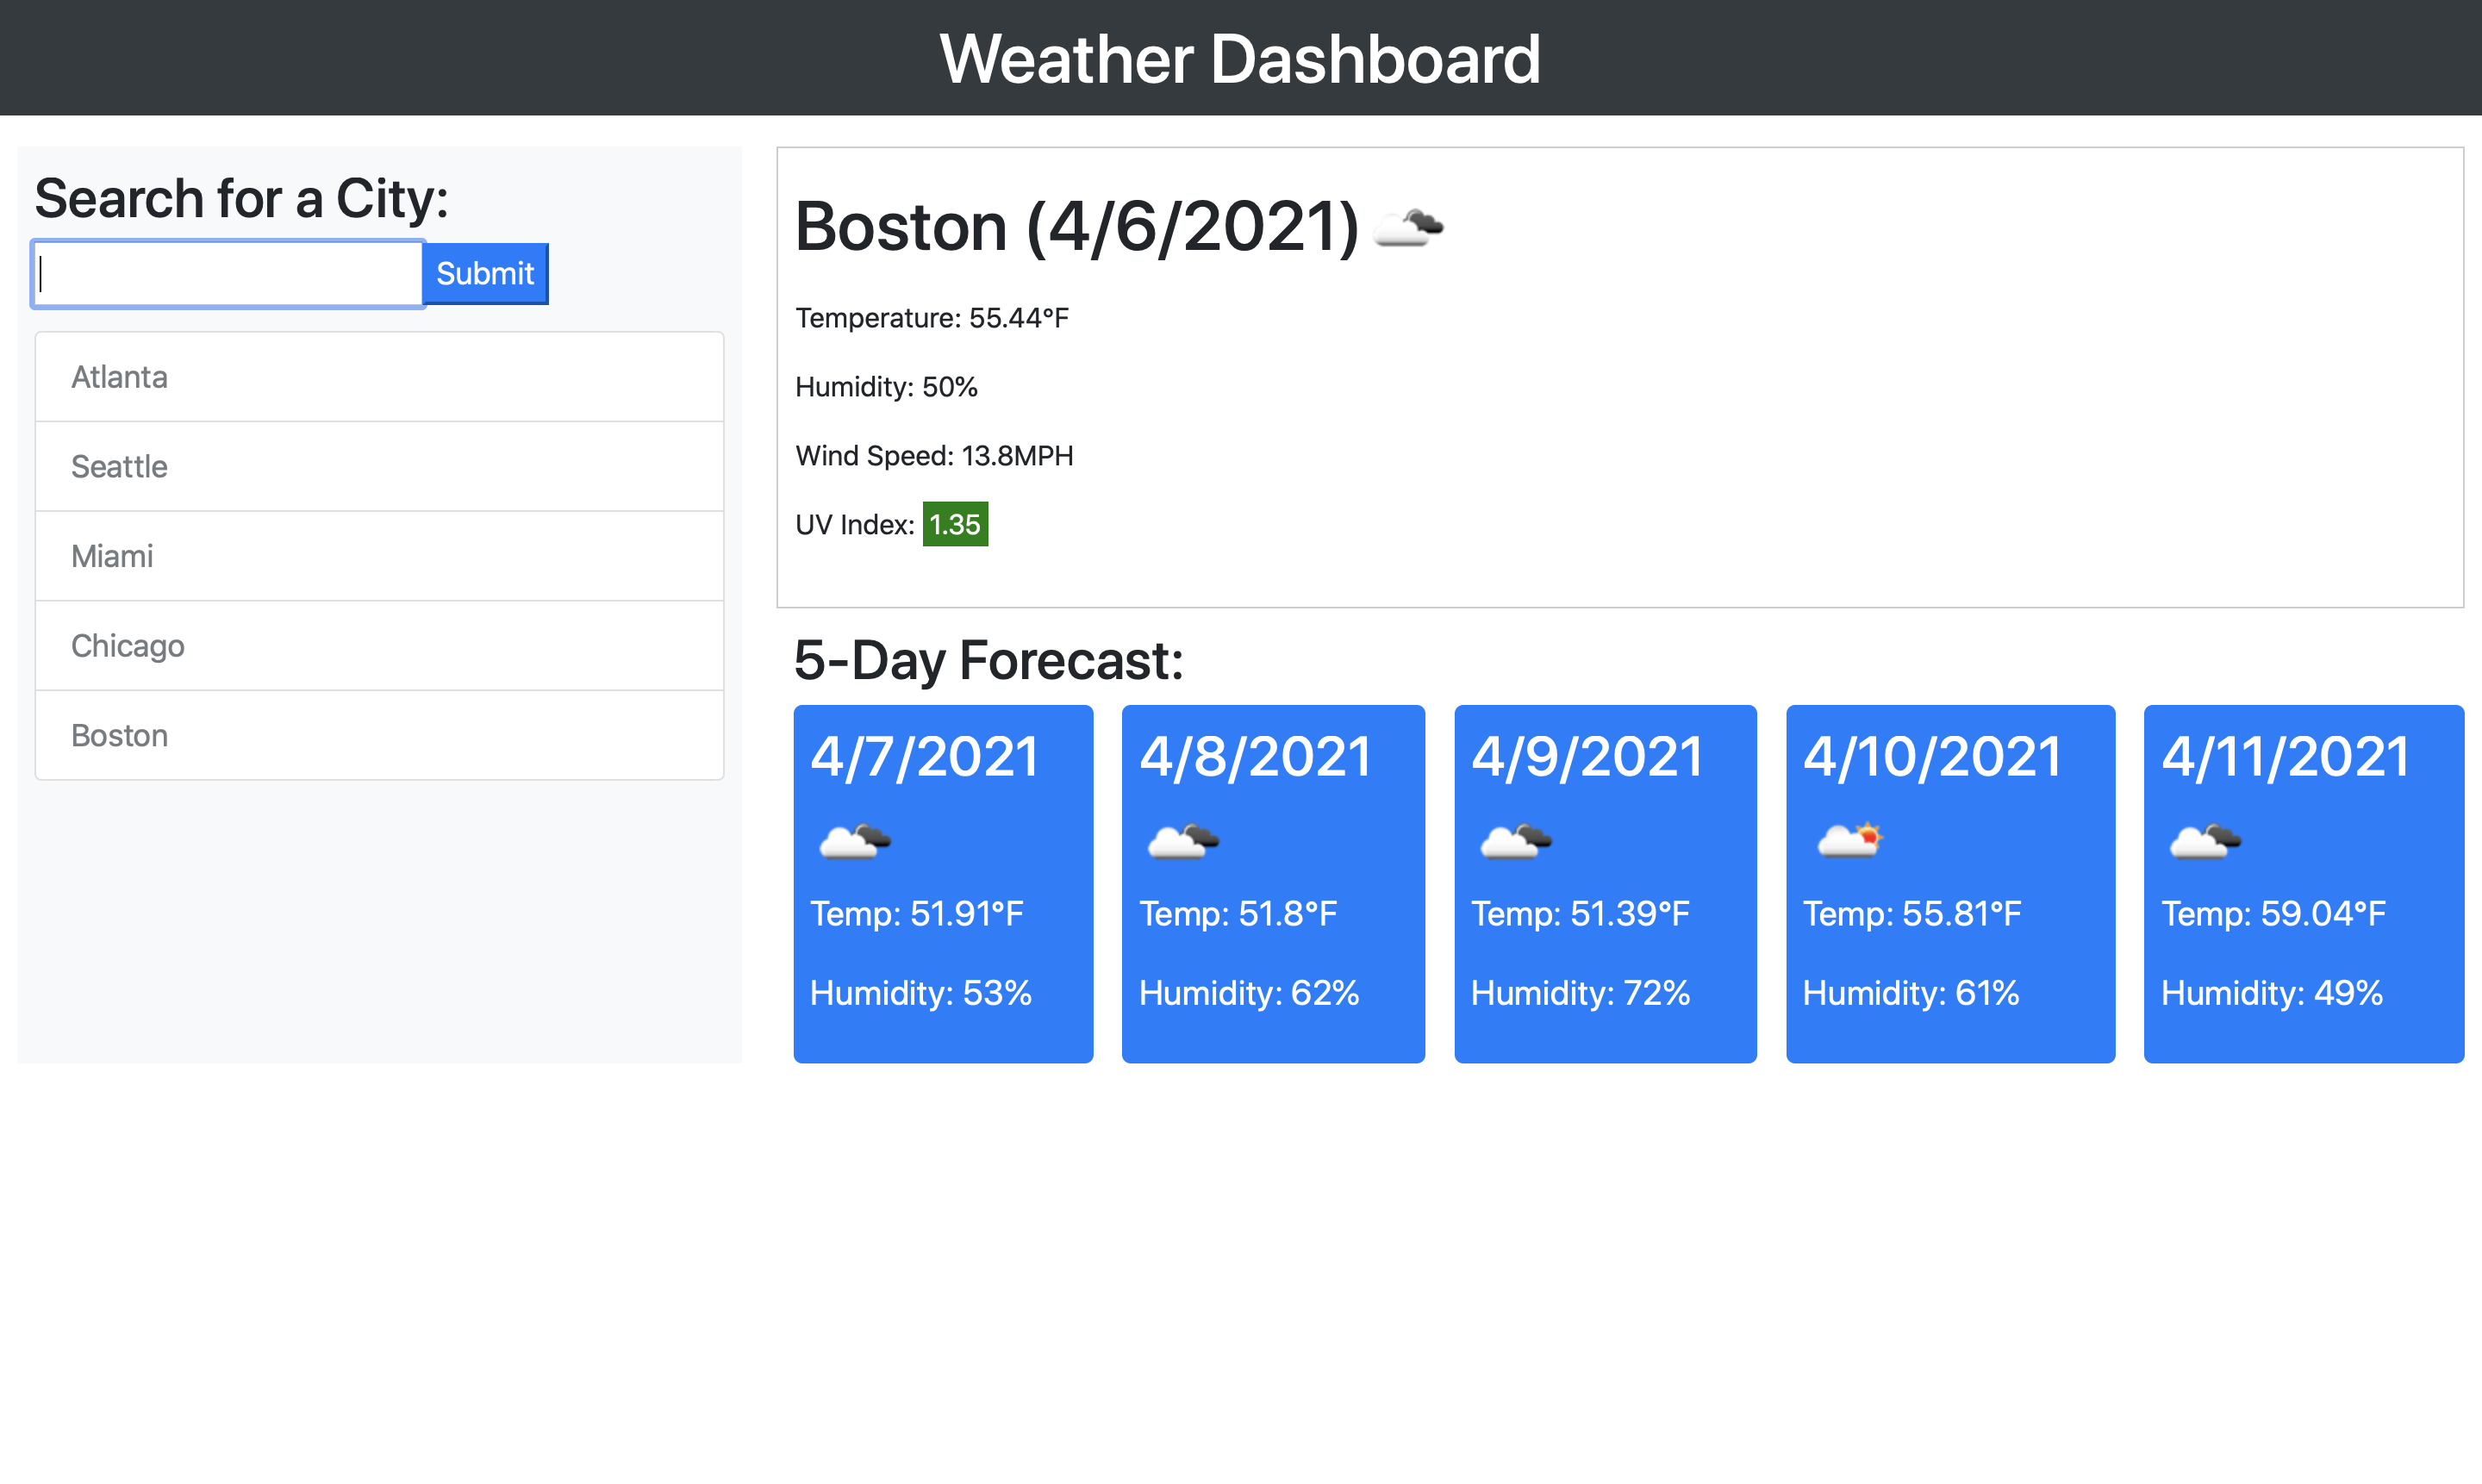 Weather Dashboard
Search for a City:
Submit
Atlanta
Seattle
Miami
Chicago
Boston
Boston (4/6/2021)
Temperature: 55.44°F
Humidity: 50%
Wind Speed: 13.8MPH
UV Index: 1.35
5-Day Forecast:
4/7/2021
Temp: 51.91°F
Humidity: 53%
4/8/2021
Temp: 51.8°F
Humidity: 62%
4/9/2021
Temp: 51.39°F
Humidity: 72%
4/10/2021
Temp: 55.81°F
Humidity: 61%
4/11/2021
Temp: 59.04°F
Humidity: 49%